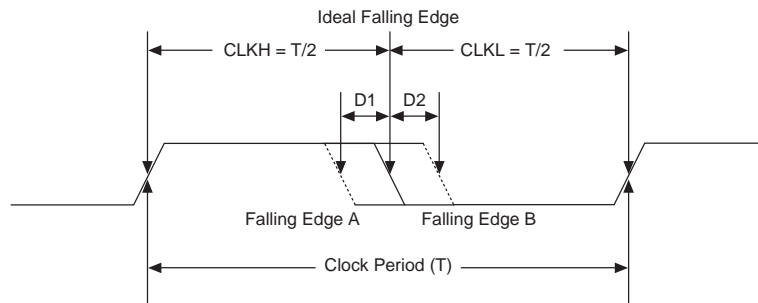 Ideal Falling Edge
CLKH = T/2
CLKL = T/2
D1
D2
Falling Edge A
Falling Edge B
Clock Period (T)